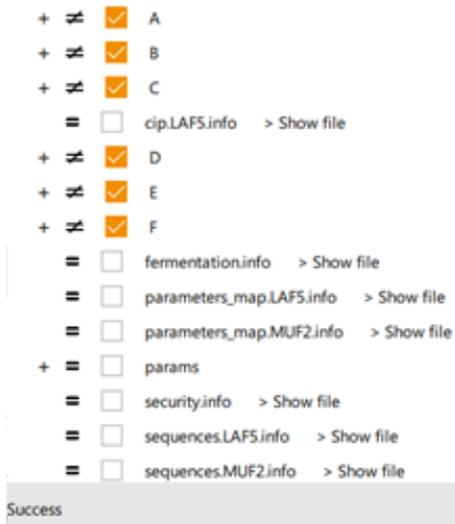 + ≠ A
+ ≠ B
+ ≠ C
= cip.LAF5.info > Show file
+ ≠ D
+ ≠ E
+ ≠ F
= fermentation.info > Show file
= parameters_map.LAF5.info > Show file
= parameters_map.MUF2.info > Show file
+ = params
= security.info > Show file
= sequences.LAF5.info > Show file
= sequences.MUF2.info > Show file
Success